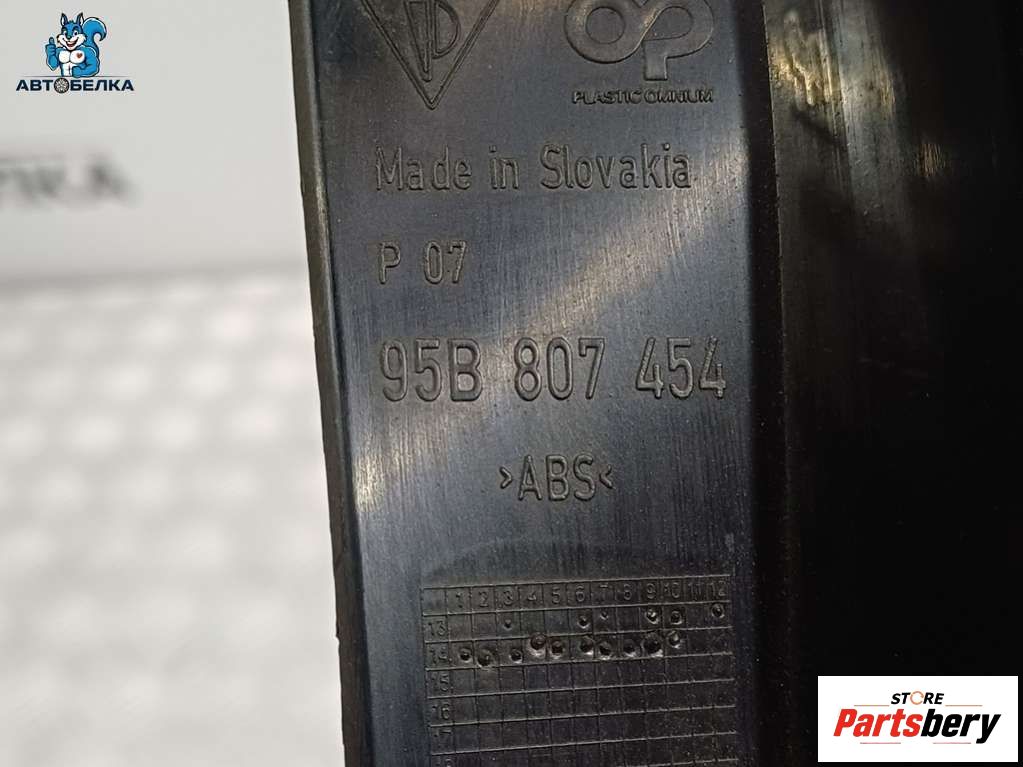 АВТОБЕЛКА
PLASTIC OMNIUM
Made in Slovakia
P 07
95B 807 454
>ABS<
1 2 3 4 5 6 7 8 9 10 11 12
13
14
15
16
17
STORE
Partsbery